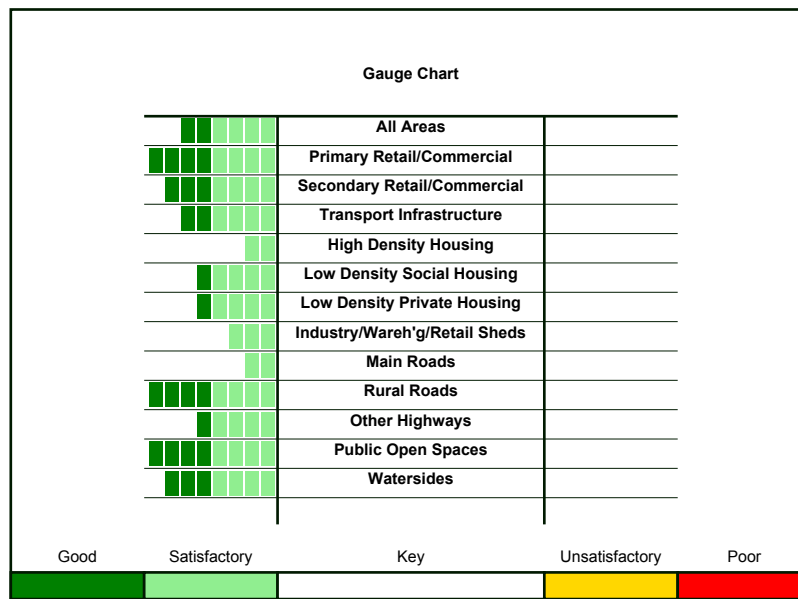 Gauge Chart
All Areas
Primary Retail/Commercial
Secondary Retail/Commercial
Transport Infrastructure
High Density Housing
Low Density Social Housing
Low Density Private Housing
Industry/Wareh'g/Retail Sheds
Main Roads
Rural Roads
Other Highways
Public Open Spaces
Watersides
Good Satisfactory Key Unsatisfactory Poor